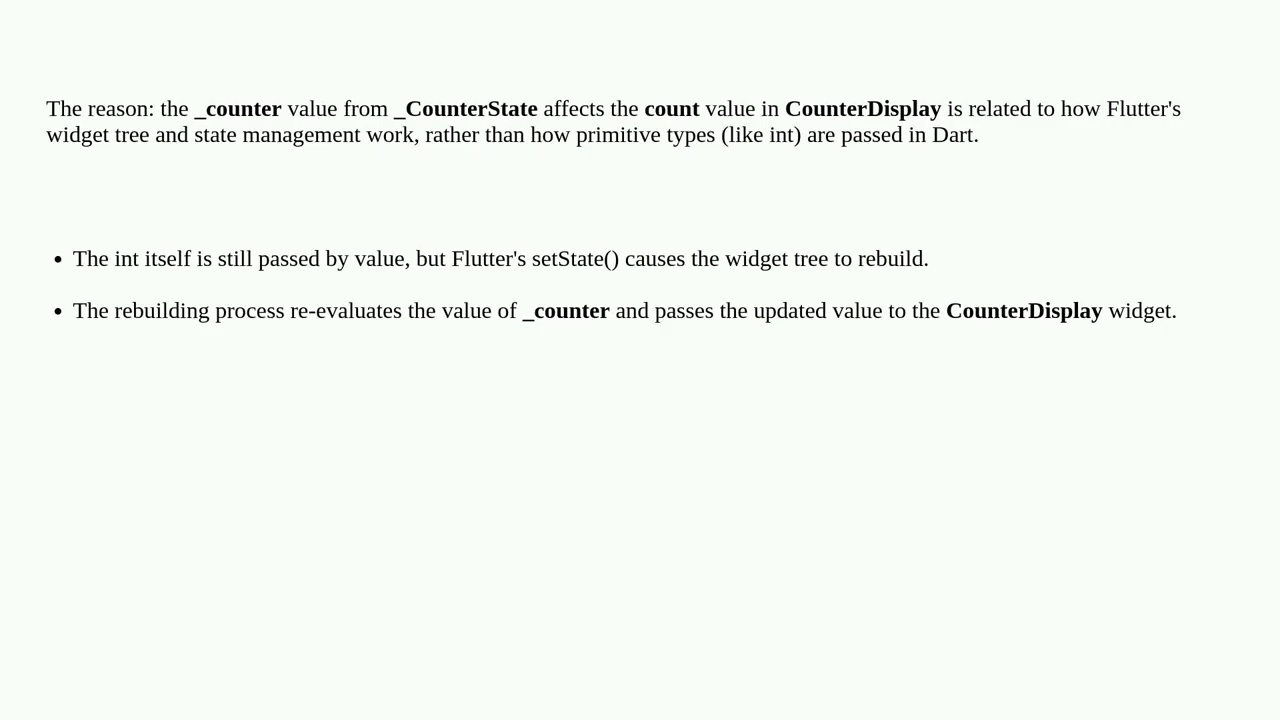 The reason: the _counter value from _CounterState affects the count value in CounterDisplay is related to how Flutter's
widget tree and state management work, rather than how primitive types (like int) are passed in Dart.
• The int itself is still passed by value, but Flutter's setState() causes the widget tree to rebuild.
• The rebuilding process re-evaluates the value of _counter and passes the updated value to the CounterDisplay widget.